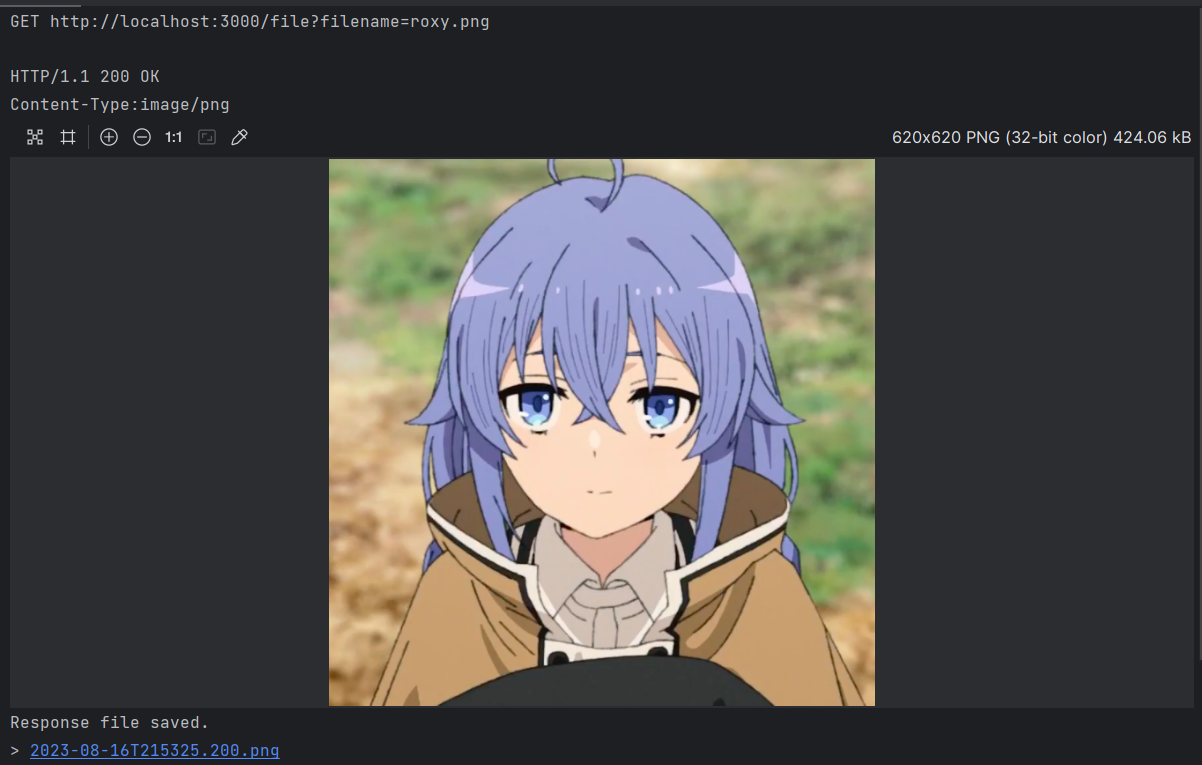 GET http://localhost:3000/file?filename=roxy.png
HTTP/1.1 200 OK
Content-Type:image/png
1:1
620x620 PNG (32-bit color) 424.06 kB
Response file saved.
> 2023-08-16T215325.200.png